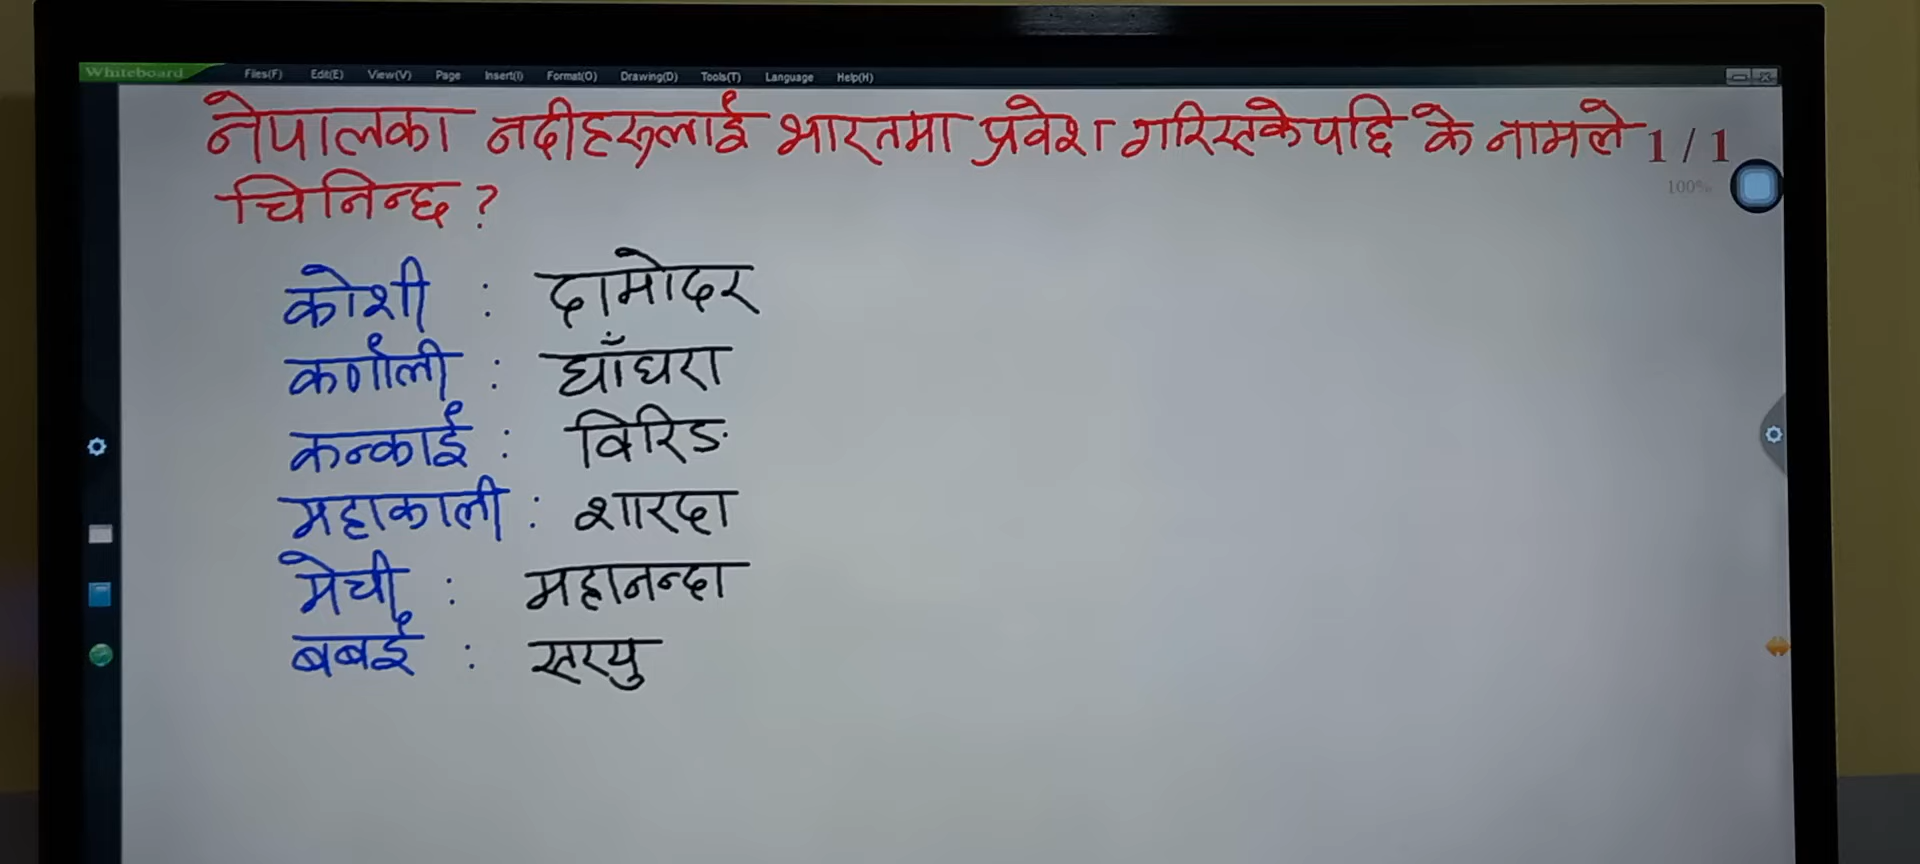 Whiteboard Files(F) Edit(E) View(V) Page Insert(I) Format(O) Drawing(D) Tools(T) Language Help(H)
नेपालका नदीहरुलाई भारतमा प्रवेश गरिसकेपछि के नामले 1 / 1
चिनिन्छ ?
100%
कोशी : दामोदर
कर्णाली : घाँघरा
कन्काई : विरिङ
महाकाली : शारदा
मेची : महानन्दा
बबई : सरयु